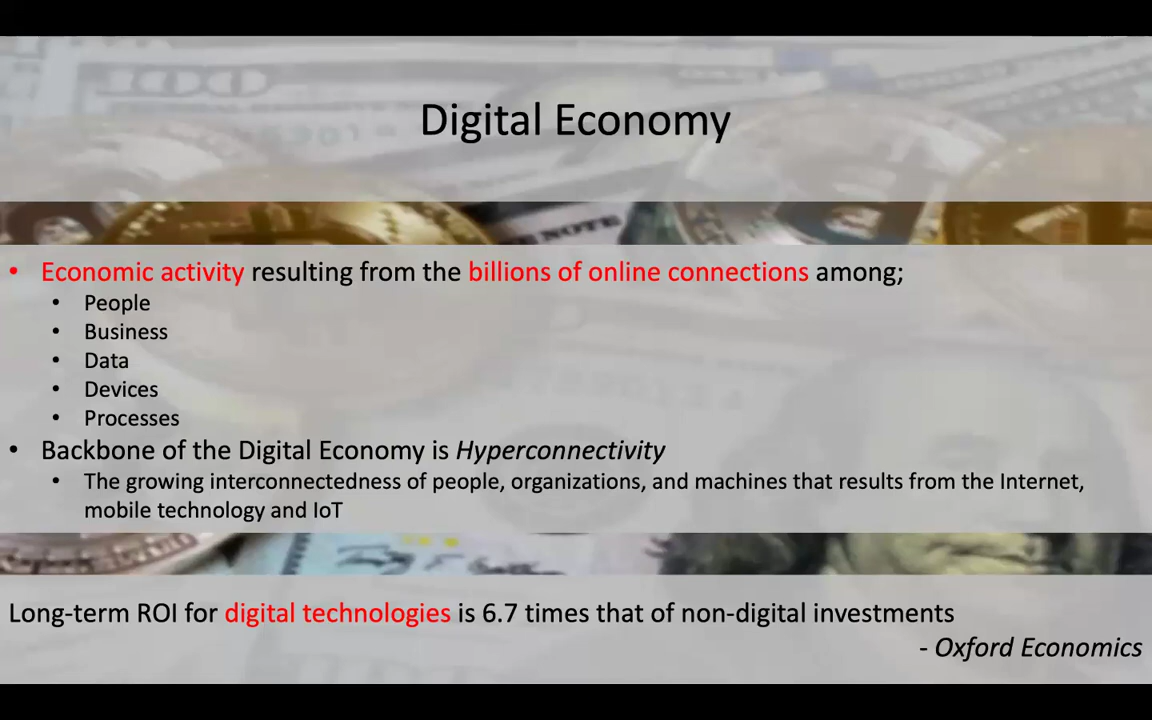 Digital Economy
NOTE
• Economic activity resulting from the billions of online connections among;
• People
• Business
• Data
• Devices
• Processes
• Backbone of the Digital Economy is Hyperconnectivity
• The growing interconnectedness of people, organizations, and machines that results from the Internet,
mobile technology and IoT
Long-term ROI for digital technologies is 6.7 times that of non-digital investments
- Oxford Economics